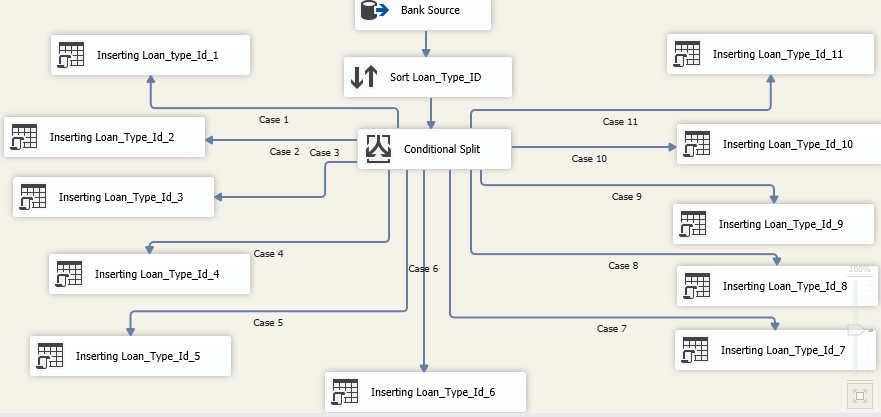 Bank Source
Inserting Loan_type_Id_1
Inserting Loan_Type_Id_11
Sort Loan_Type_ID
Case 1
Case 11
Inserting Loan_Type_Id_2
Conditional Split
Inserting Loan_Type_Id_10
Case 2
Case 3
Case 10
Inserting Loan_Type_Id_3
Case 9
Inserting Loan_Type_Id_9
Case 4
Case 6
Case 8
Inserting Loan_Type_Id_4
100%
Inserting Loan_Type_Id_8
Case 5
Case 7
Inserting Loan_Type_Id_5
Inserting Loan_Type_Id_7
Inserting Loan_Type_Id_6